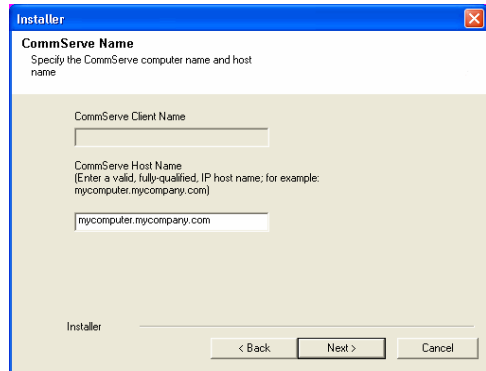 Installer
CommServe Name
Specify the CommServe computer name and host
name
CommServe Client Name
CommServe Host Name
(Enter a valid, fully-qualified, IP host name; for example:
mycomputer.mycompany.com)
mycomputer.mycompany.com
Installer
< Back Next > Cancel